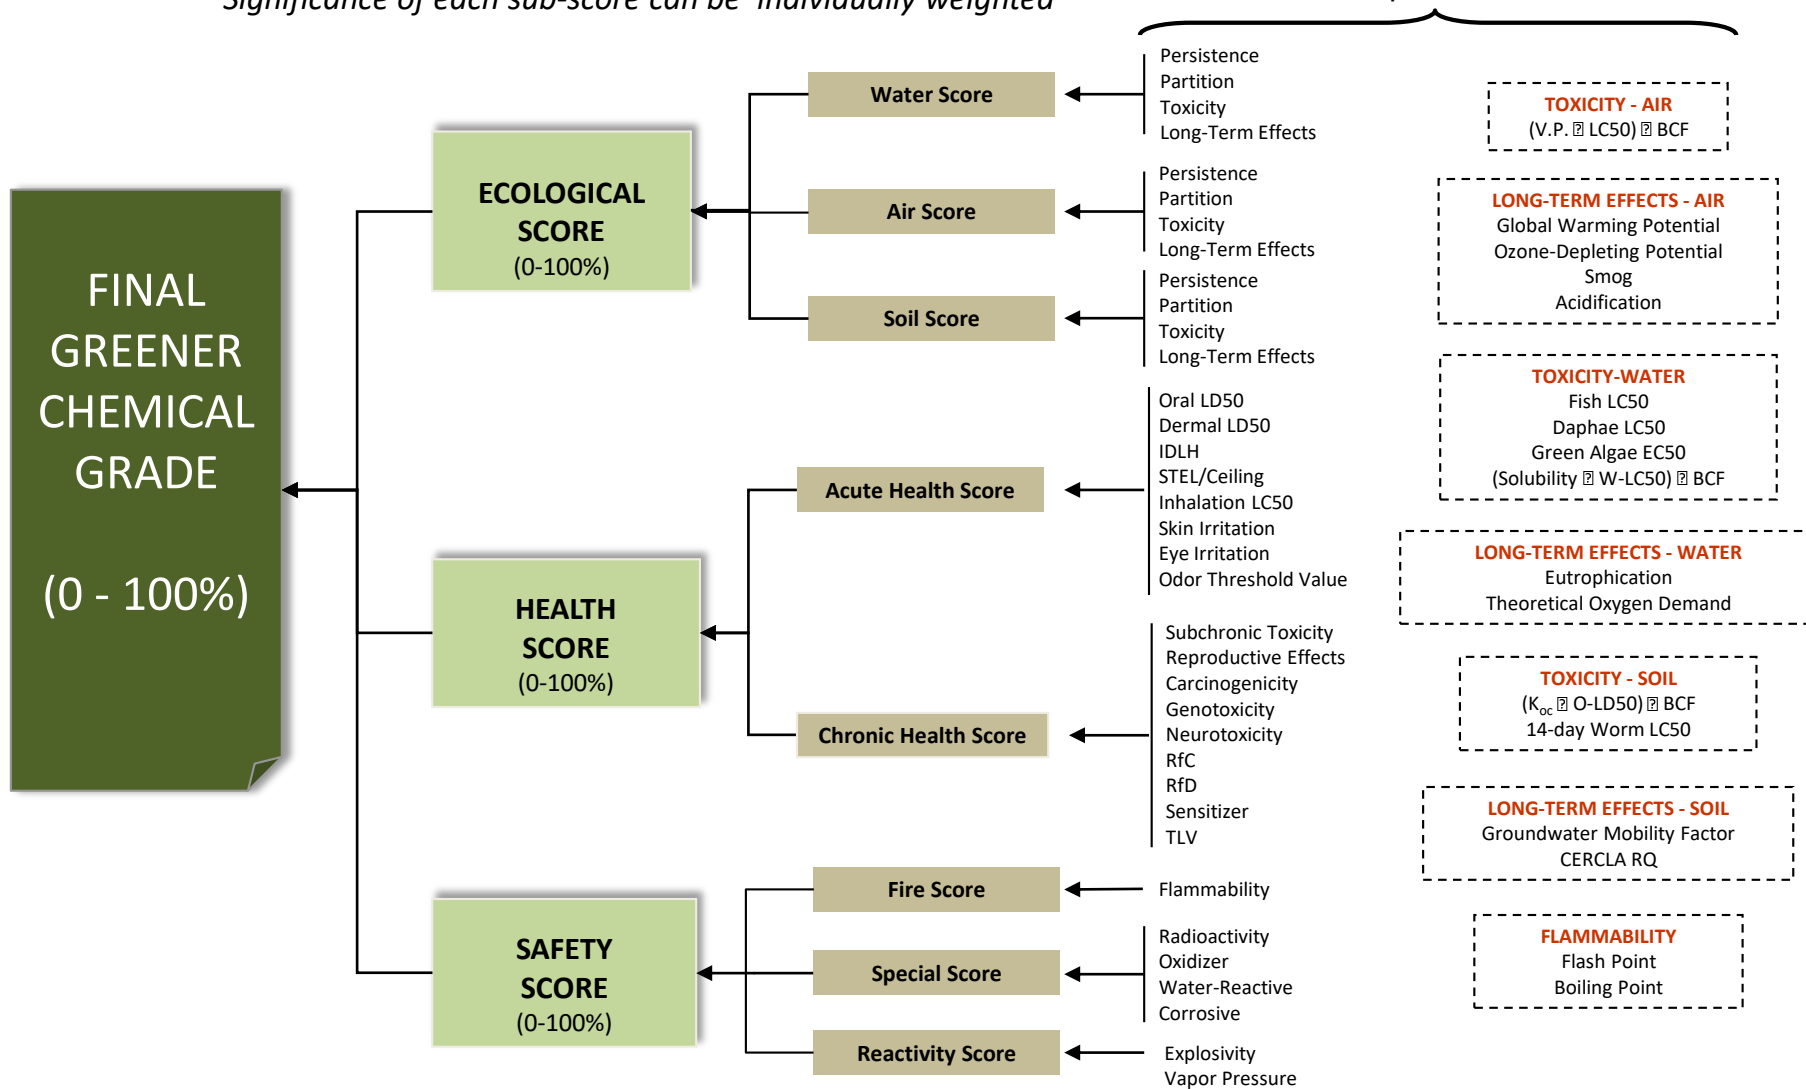 Significance of each sub-score can be individually weighted
FINAL
GREENER
CHEMICAL
GRADE
(0 - 100%)
ECOLOGICAL
SCORE
(0-100%)
HEALTH
SCORE
(0-100%)
SAFETY
SCORE
(0-100%)
Water Score
Air Score
Soil Score
Acute Health Score
Chronic Health Score
Fire Score
Special Score
Reactivity Score
Persistence
Partition
Toxicity
Long-Term Effects
Persistence
Partition
Toxicity
Long-Term Effects
Persistence
Partition
Toxicity
Long-Term Effects
Oral LD50
Dermal LD50
IDLH
STEL/Ceiling
Inhalation LC50
Skin Irritation
Eye Irritation
Odor Threshold Value
Subchronic Toxicity
Reproductive Effects
Carcinogenicity
Genotoxicity
Neurotoxicity
RfC
RfD
Sensitizer
TLV
Flammability
Radioactivity
Oxidizer
Water-Reactive
Corrosive
Explosivity
Vapor Pressure
TOXICITY - AIR
(V.P. ⍰ LC50) ⍰ BCF
LONG-TERM EFFECTS - AIR
Global Warming Potential
Ozone-Depleting Potential
Smog
Acidification
TOXICITY-WATER
Fish LC50
Daphae LC50
Green Algae EC50
(Solubility ⍰ W-LC50) ⍰ BCF
LONG-TERM EFFECTS - WATER
Eutrophication
Theoretical Oxygen Demand
TOXICITY - SOIL
(Koc ⍰ O-LD50) ⍰ BCF
14-day Worm LC50
LONG-TERM EFFECTS - SOIL
Groundwater Mobility Factor
CERCLA RQ
FLAMMABILITY
Flash Point
Boiling Point